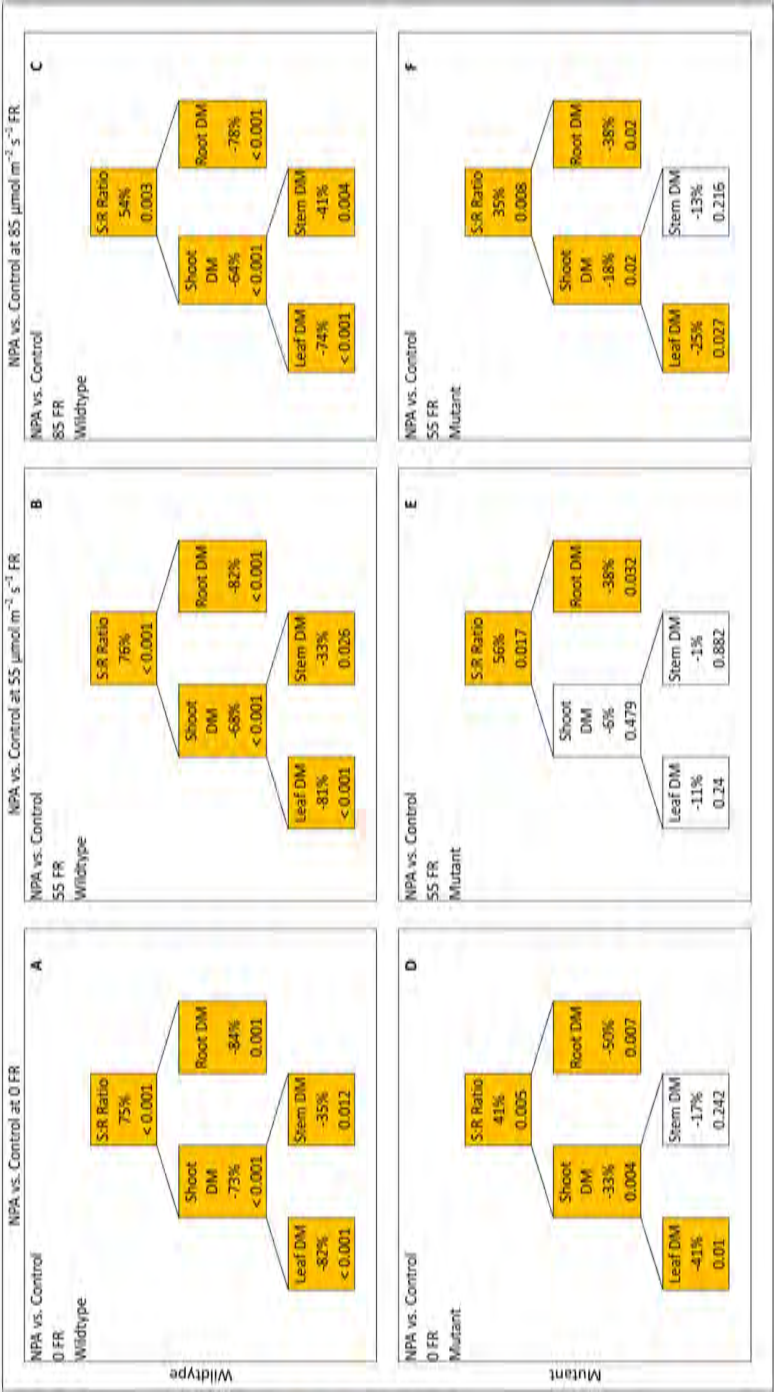 NPA vs. Control at 0 FR
NPA vs. Control at 55 µmol m⁻² s⁻¹ FR
NPA vs. Control at 85 µmol m⁻² s⁻¹ FR
Wildtype
NPA vs. Control
0 FR
Wildtype
A
S:R Ratio
75%
< 0.001
Shoot
DM
-73%
< 0.001
Root DM
-84%
0.001
Leaf DM
-82%
< 0.001
Stem DM
-35%
0.012
NPA vs. Control
55 FR
Wildtype
B
S:R Ratio
76%
< 0.001
Shoot
DM
-68%
< 0.001
Root DM
-82%
< 0.001
Leaf DM
-81%
< 0.001
Stem DM
-33%
0.026
NPA vs. Control
85 FR
Wildtype
C
S:R Ratio
54%
0.003
Shoot
DM
-64%
< 0.001
Root DM
-78%
< 0.001
Leaf DM
-74%
< 0.001
Stem DM
-41%
0.004
Mutant
NPA vs. Control
0 FR
Mutant
D
S:R Ratio
41%
0.005
Shoot
DM
-33%
0.004
Root DM
-50%
0.007
Leaf DM
-41%
0.01
Stem DM
-17%
0.242
NPA vs. Control
55 FR
Mutant
E
S:R Ratio
56%
0.017
Shoot
DM
-6%
0.479
Root DM
-38%
0.032
Leaf DM
-11%
0.24
Stem DM
-1%
0.882
NPA vs. Control
55 FR
Mutant
F
S:R Ratio
35%
0.008
Shoot
DM
-18%
0.02
Root DM
-38%
0.02
Leaf DM
-25%
0.027
Stem DM
-13%
0.216